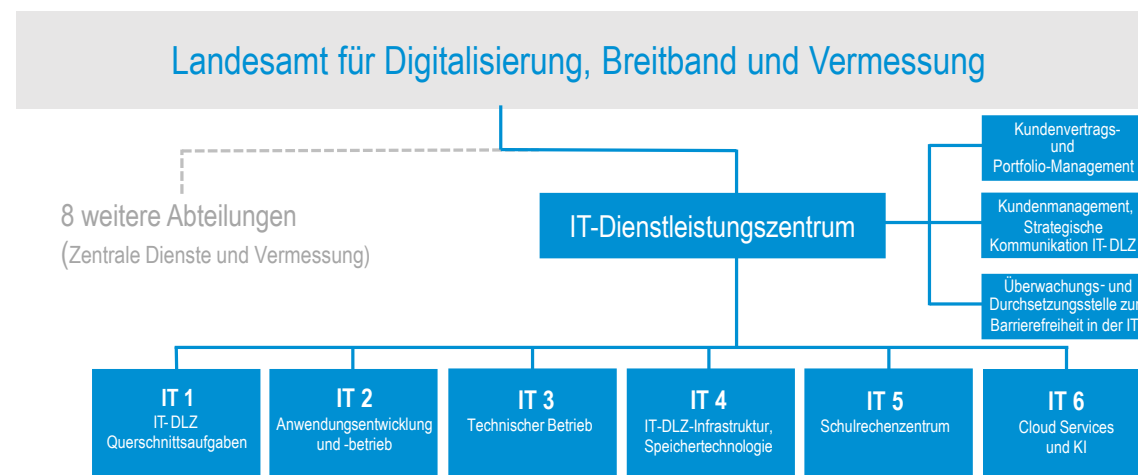 Landesamt für Digitalisierung, Breitband und Vermessung
Kundenvertrags-
und
Portfolio-Management
8 weitere Abteilungen
(Zentrale Dienste und Vermessung)
IT-Dienstleistungszentrum
Kundenmanagement,
Strategische
Kommunikation IT-DLZ
Überwachungs- und
Durchsetzungsstelle zur
Barrierefreiheit in der IT
IT 1
IT-DLZ
Querschnittsaufgaben
IT 2
Anwendungsentwicklung
und -betrieb
IT 3
Technischer Betrieb
IT 4
IT-DLZ-Infrastruktur,
Speichertechnologie
IT 5
Schulrechenzentrum
IT 6
Cloud Services
und KI